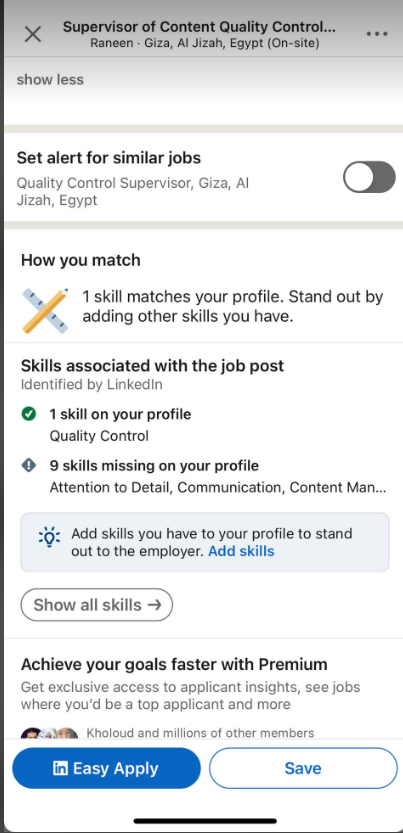 Supervisor of Content Quality Control...
Raneen · Giza, Al Jizah, Egypt (On-site)
show less
Set alert for similar jobs
Quality Control Supervisor, Giza, Al
Jizah, Egypt
How you match
1 skill matches your profile. Stand out by
adding other skills you have.
Skills associated with the job post
Identified by LinkedIn
1 skill on your profile
Quality Control
9 skills missing on your profile
Attention to Detail, Communication, Content Man...
Add skills you have to your profile to stand
out to the employer. Add skills
Show all skills →
Achieve your goals faster with Premium
Get exclusive access to applicant insights, see jobs
where you'd be a top applicant and more
Kholoud and millions of other members
in Easy Apply
Save